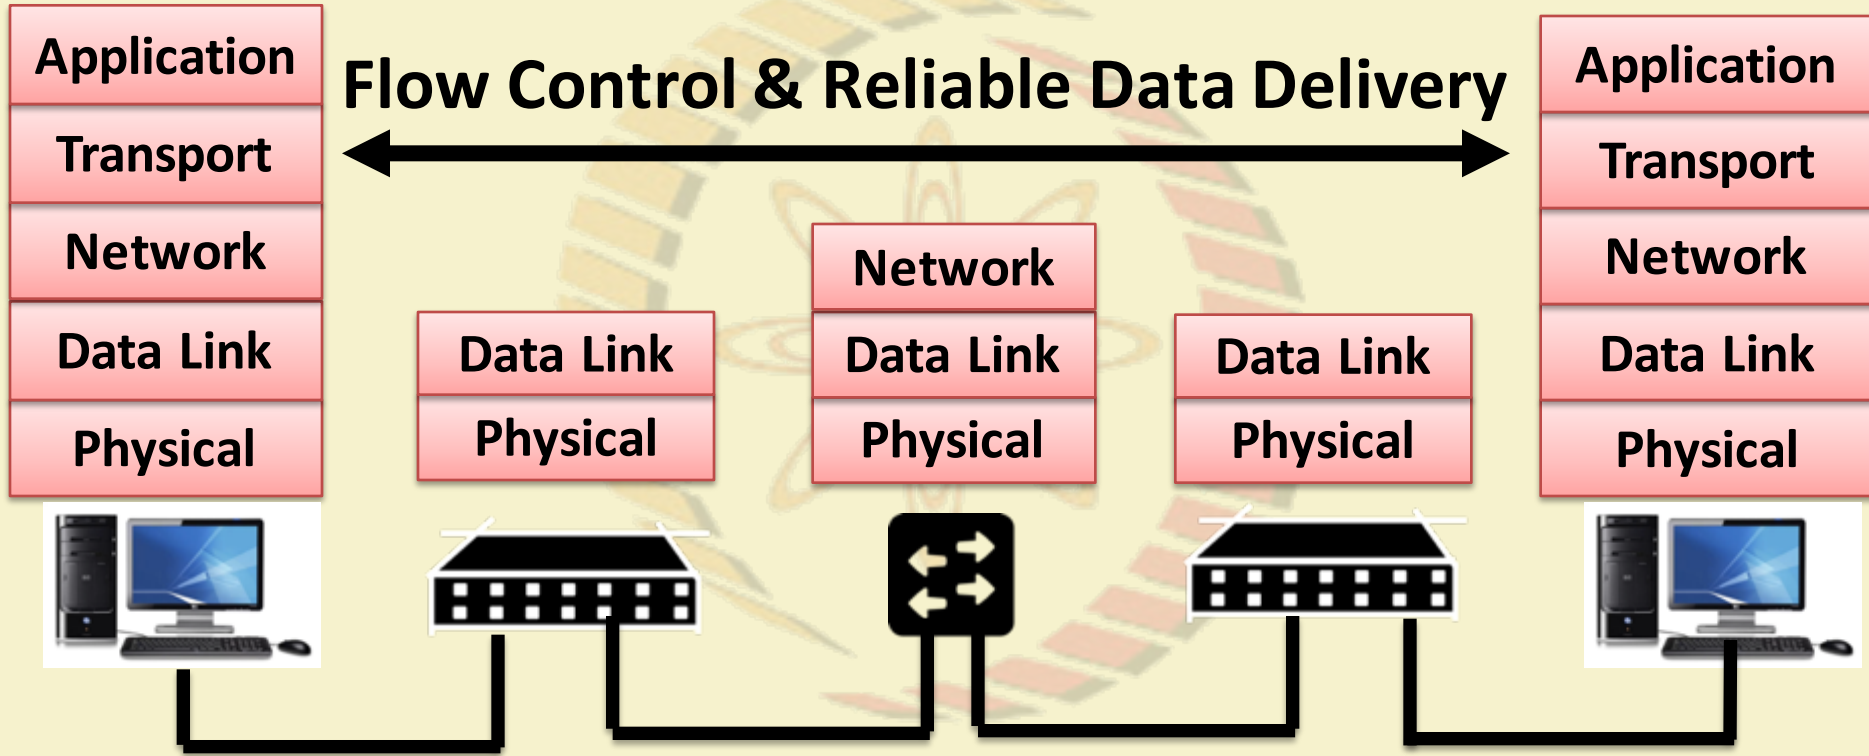 Application
Transport
Network
Data Link
Physical
Flow Control & Reliable Data Delivery
Data Link
Physical
Network
Data Link
Physical
Data Link
Physical
Application
Transport
Network
Data Link
Physical